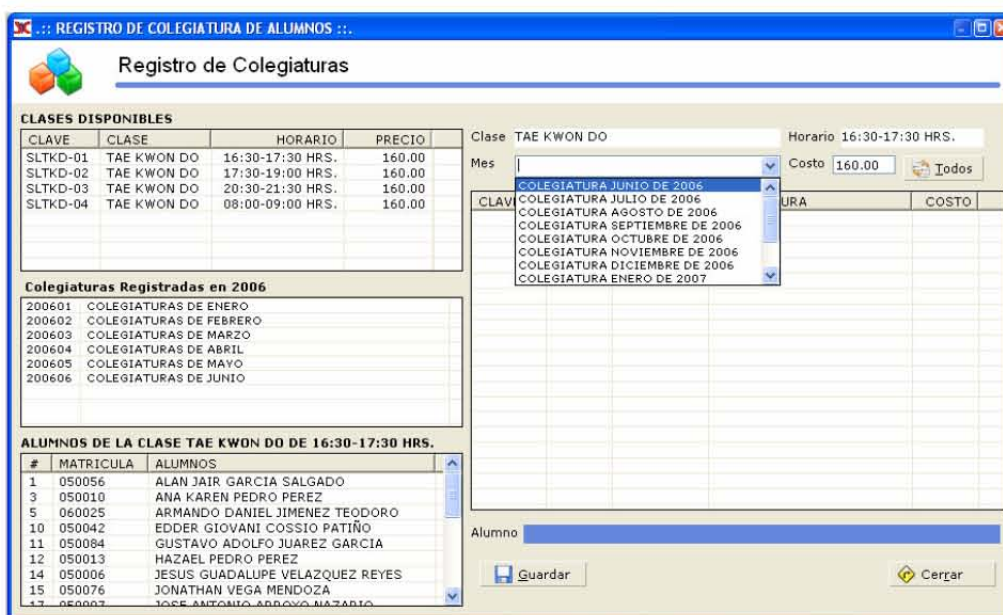 .:: REGISTRO DE COLEGIATURA DE ALUMNOS ::.
Registro de Colegiaturas
CLASES DISPONIBLES
CLAVE CLASE HORARIO PRECIO
SLTKD-01 TAE KWON DO 16:30-17:30 HRS. 160.00
SLTKD-02 TAE KWON DO 17:30-19:00 HRS. 160.00
SLTKD-03 TAE KWON DO 20:30-21:30 HRS. 160.00
SLTKD-04 TAE KWON DO 08:00-09:00 HRS. 160.00
Colegiaturas Registradas en 2006
200601 COLEGIATURAS DE ENERO
200602 COLEGIATURAS DE FEBRERO
200603 COLEGIATURAS DE MARZO
200604 COLEGIATURAS DE ABRIL
200605 COLEGIATURAS DE MAYO
200606 COLEGIATURAS DE JUNIO
ALUMNOS DE LA CLASE TAE KWON DO DE 16:30-17:30 HRS.
# MATRICULA ALUMNOS
1 050056 ALAN JAIR GARCIA SALGADO
3 050010 ANA KAREN PEDRO PEREZ
5 060025 ARMANDO DANIEL JIMENEZ TEODORO
10 050042 EDDER GIOVANI COSSIO PATIÑO
11 050084 GUSTAVO ADOLFO JUAREZ GARCIA
12 050013 HAZAEL PEDRO PEREZ
14 050006 JESUS GUADALUPE VELAZQUEZ REYES
15 050076 JONATHAN VEGA MENDOZA
17 050007 JOSE ANTONIO ARROYO NAZARIO
Clase TAE KWON DO Horario 16:30-17:30 HRS.
Mes Costo 160.00 Todos
COLEGIATURA JUNIO DE 2006
COLEGIATURA JULIO DE 2006
COLEGIATURA AGOSTO DE 2006
COLEGIATURA SEPTIEMBRE DE 2006
COLEGIATURA OCTUBRE DE 2006
COLEGIATURA NOVIEMBRE DE 2006
COLEGIATURA DICIEMBRE DE 2006
COLEGIATURA ENERO DE 2007
CLAV URA COSTO
Alumno
Guardar Cerrar